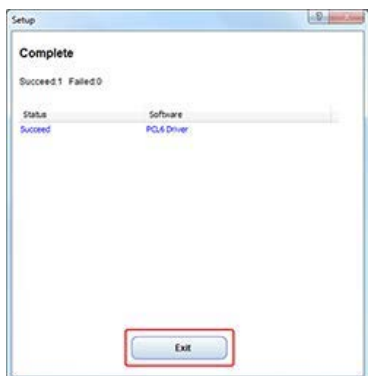 Setup
Complete
Succeed:1 Failed:0
Status Software
Succeed PCL6 Driver
Exit